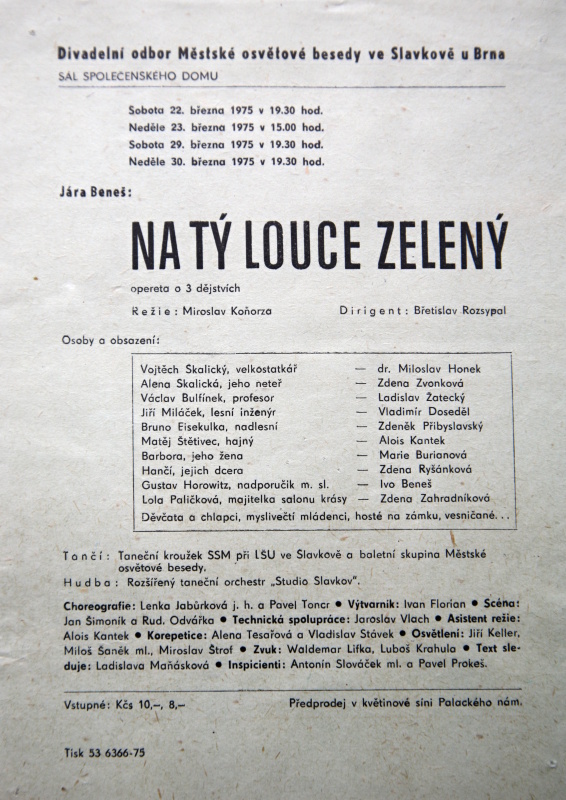 Divadelní odbor Městské osvětové besedy ve Slavkově u Brna
SÁL SPOLEČENSKÉHO DOMU
Sobota 22. března 1975 v 19.30 hod.
Neděle 23. března 1975 v 15.00 hod.
Sobota 29. března 1975 v 19.30 hod.
Neděle 30. března 1975 v 19.30 hod.
Jára Beneš:
NA TÝ LOUCE ZELENÝ
opereta o 3 dějstvích
Režie: Miroslav Koňorza Dirigent: Břetislav Rozsypal
Osoby a obsazení:
Vojtěch Skalický, velkostatkář — dr. Miloslav Honek
Alena Skalická, jeho neteř — Zdena Zvonková
Václav Bulfínek, profesor — Ladislav Žatecký
Jiří Miláček, lesní inženýr — Vladimír Doseděl
Bruno Eisekulka, nadlesní — Zdeněk Přibyslavský
Matěj Štětivec, hajný — Alois Kantek
Barbora, jeho žena — Marie Burianová
Hančí, jejich dcera — Zdena Ryšánková
Gustav Horowitz, nadporučík m. sl. — Ivo Beneš
Lola Paličková, majitelka salonu krásy — Zdena Zahradníková
Děvčata a chlapci, myslivečtí mládenci, hosté na zámku, vesničané...
Tančí: Taneční kroužek SSM při LŠU ve Slavkově a baletní skupina Městské
osvětové besedy.
Hudba: Rozšířený taneční orchestr „Studio Slavkov".
Choreografie: Lenka Jabůrková j. h. a Pavel Toncr ● Výtvarník: Ivan Florian ● Scéna:
Jan Šimoník a Rud. Odvářka ● Technická spolupráce: Jaroslav Vlach ● Asistent režie:
Alois Kantek ● Korepetice: Alena Tesařová a Vladislav Stávek ● Osvětlení: Jiří Keller,
Miloš Šaněk ml., Miroslav Štrof ● Zvuk: Waldemar Lifka, Luboš Krahula ● Text sle-
duje: Ladislava Maňásková ● Inspicienti: Antonín Slováček ml. a Pavel Prokeš.
Vstupné: Kčs 10,–, 8,– Předprodej v květinové síni Palackého nám.
Tisk 53 6366-75